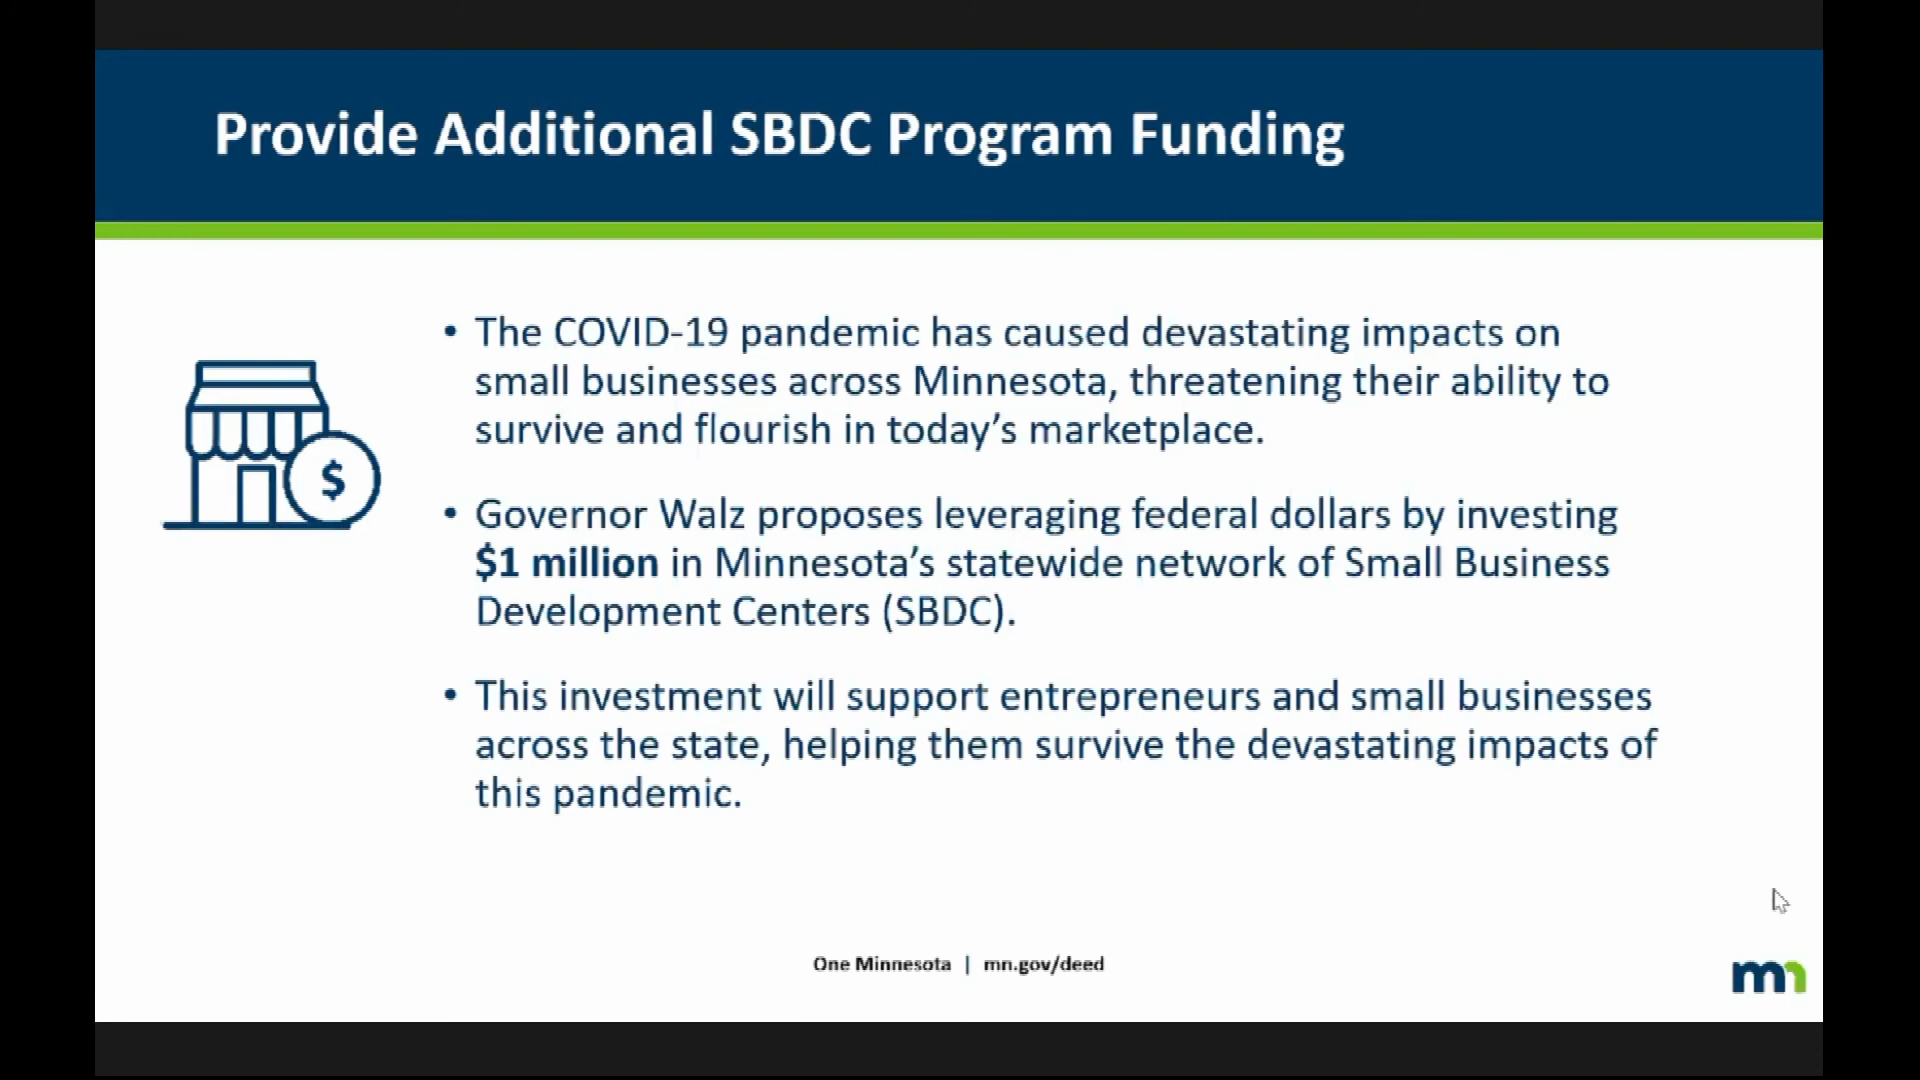 Provide Additional SBDC Program Funding
• The COVID-19 pandemic has caused devastating impacts on
small businesses across Minnesota, threatening their ability to
survive and flourish in today’s marketplace.
$
• Governor Walz proposes leveraging federal dollars by investing
$1 million in Minnesota’s statewide network of Small Business
Development Centers (SBDC).
• This investment will support entrepreneurs and small businesses
across the state, helping them survive the devastating impacts of
this pandemic.
One Minnesota | mn.gov/deed
mn